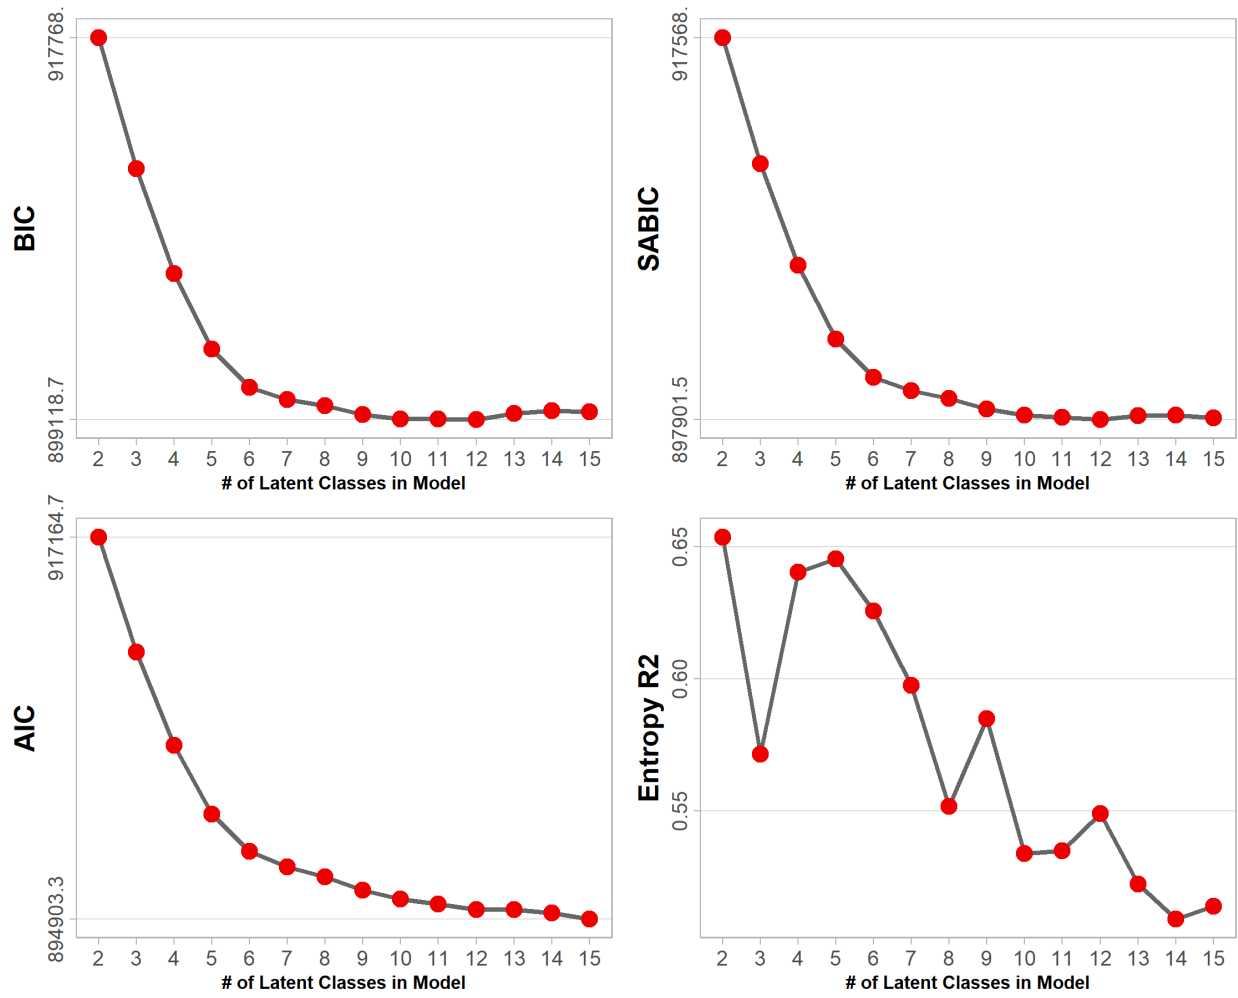 BIC
917768.
899118.7
2 3 4 5 6 7 8 9 10 11 12 13 14 15
# of Latent Classes in Model
SABIC
917568.
897901.5
2 3 4 5 6 7 8 9 10 11 12 13 14 15
# of Latent Classes in Model
AIC
917164.7
894903.3
2 3 4 5 6 7 8 9 10 11 12 13 14 15
# of Latent Classes in Model
Entropy R2
0.65
0.60
0.55
2 3 4 5 6 7 8 9 10 11 12 13 14 15
# of Latent Classes in Model